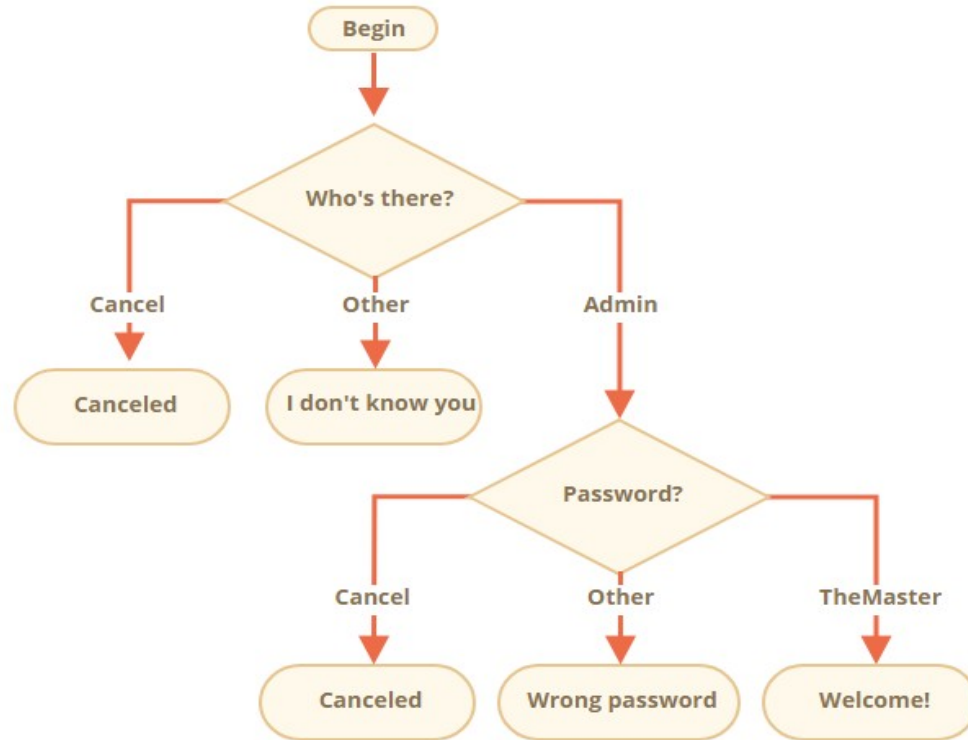 Begin
Who's there?
Cancel
Other
Admin
Canceled
I don't know you
Password?
Cancel
Other
TheMaster
Canceled
Wrong password
Welcome!